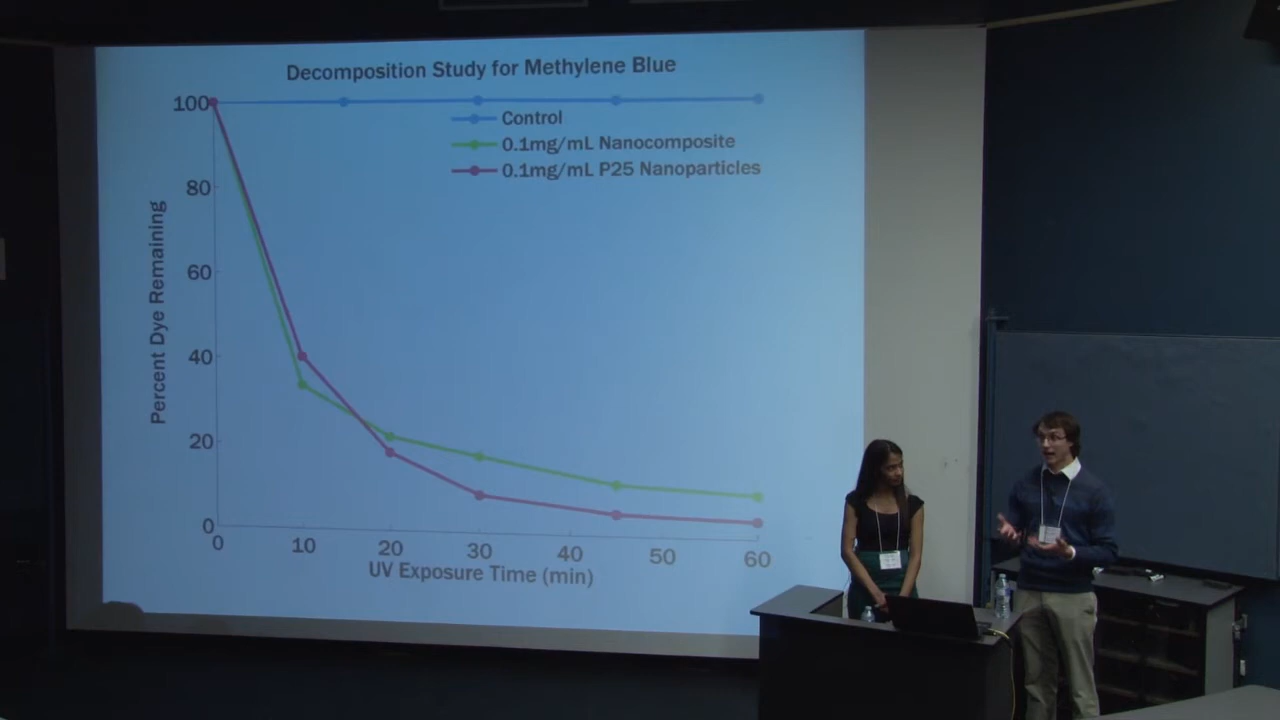 Decomposition Study for Methylene Blue
100
Control
0.1mg/mL Nanocomposite
0.1mg/mL P25 Nanoparticles
80
60
40
20
0
Percent Dye Remaining
0 10 20 30 40 50 60
UV Exposure Time (min)